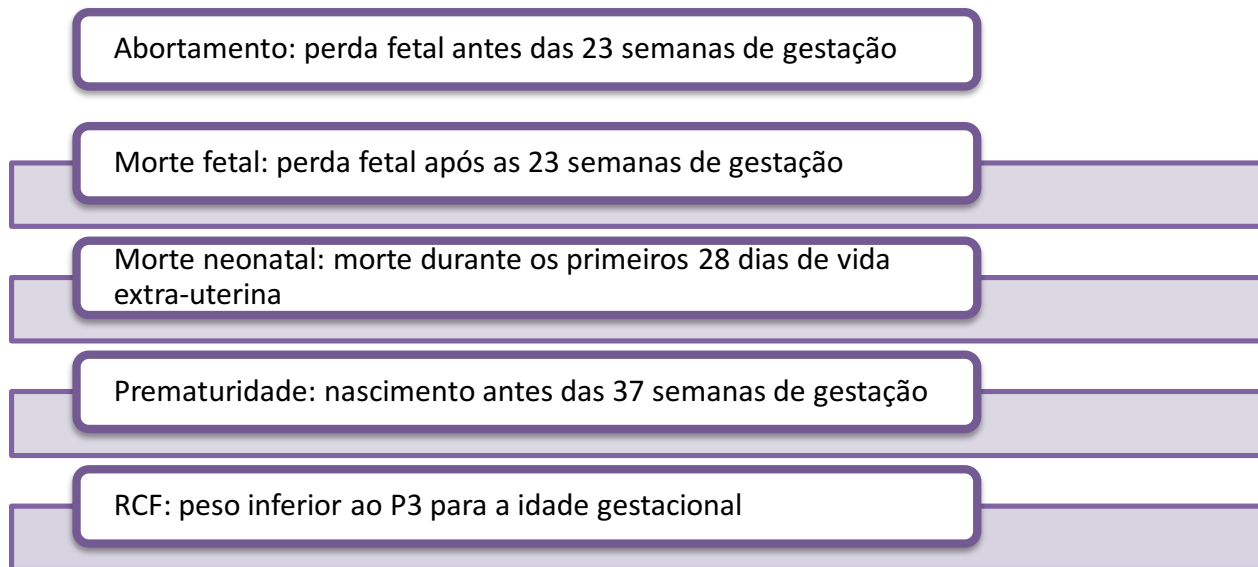 Abortamento: perda fetal antes das 23 semanas de gestação
Morte fetal: perda fetal após as 23 semanas de gestação
Morte neonatal: morte durante os primeiros 28 dias de vida
extra-uterina
Prematuridade: nascimento antes das 37 semanas de gestação
RCF: peso inferior ao P3 para a idade gestacional